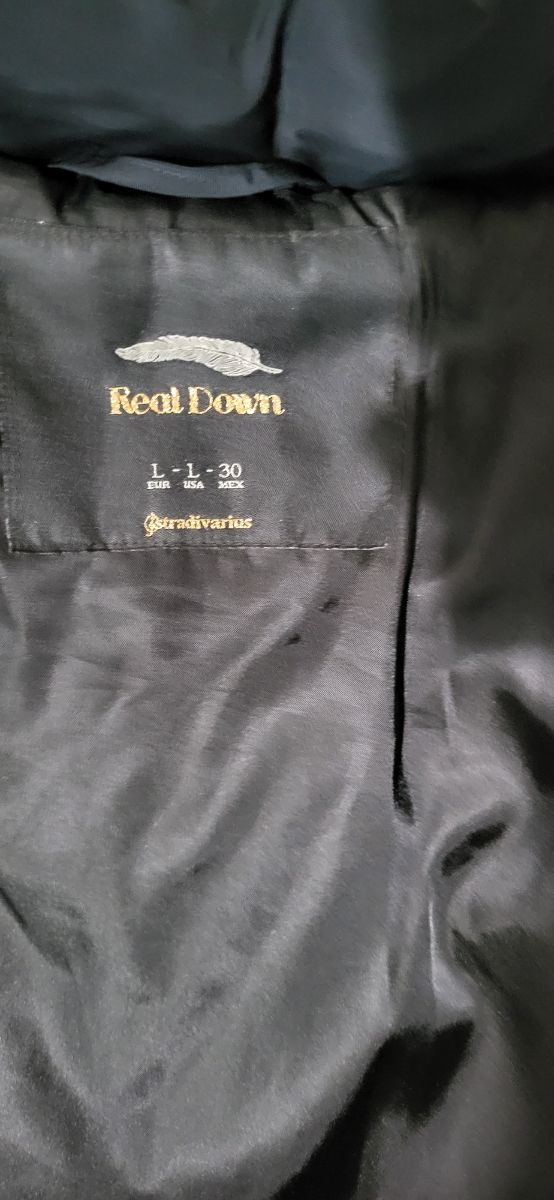 Real Down
L - L - 30
EUR USA MEX
stradivarius